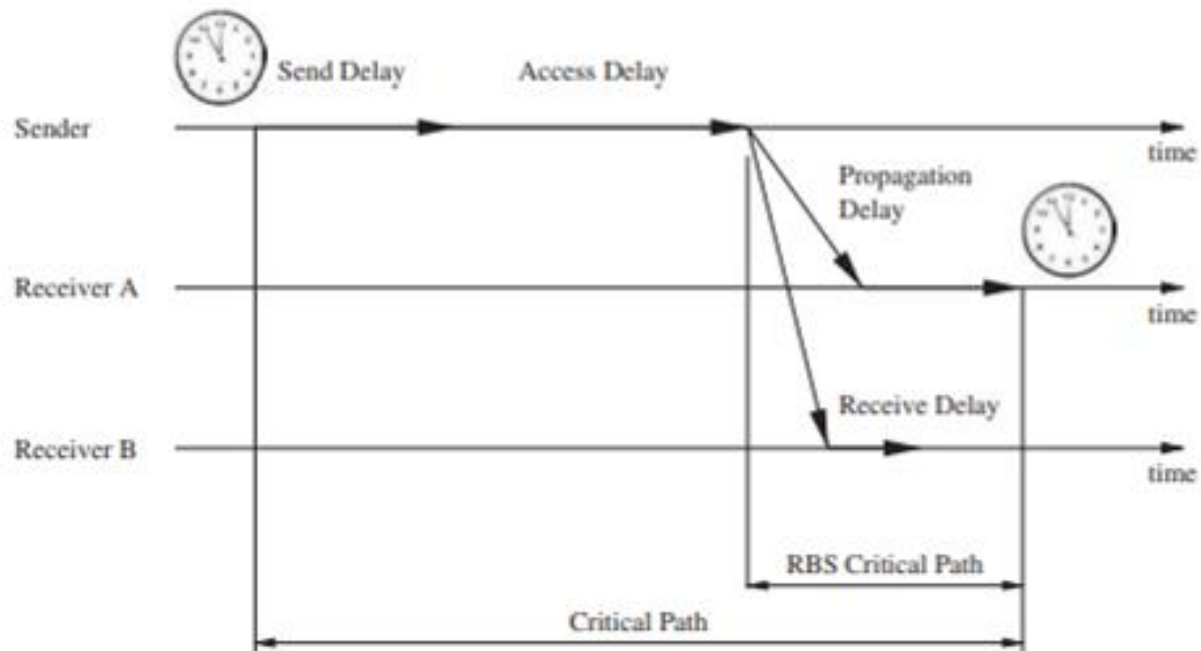 Send Delay
Access Delay
Sender
time
Propagation
Delay
Receiver A
time
Receive Delay
Receiver B
time
RBS Critical Path
Critical Path